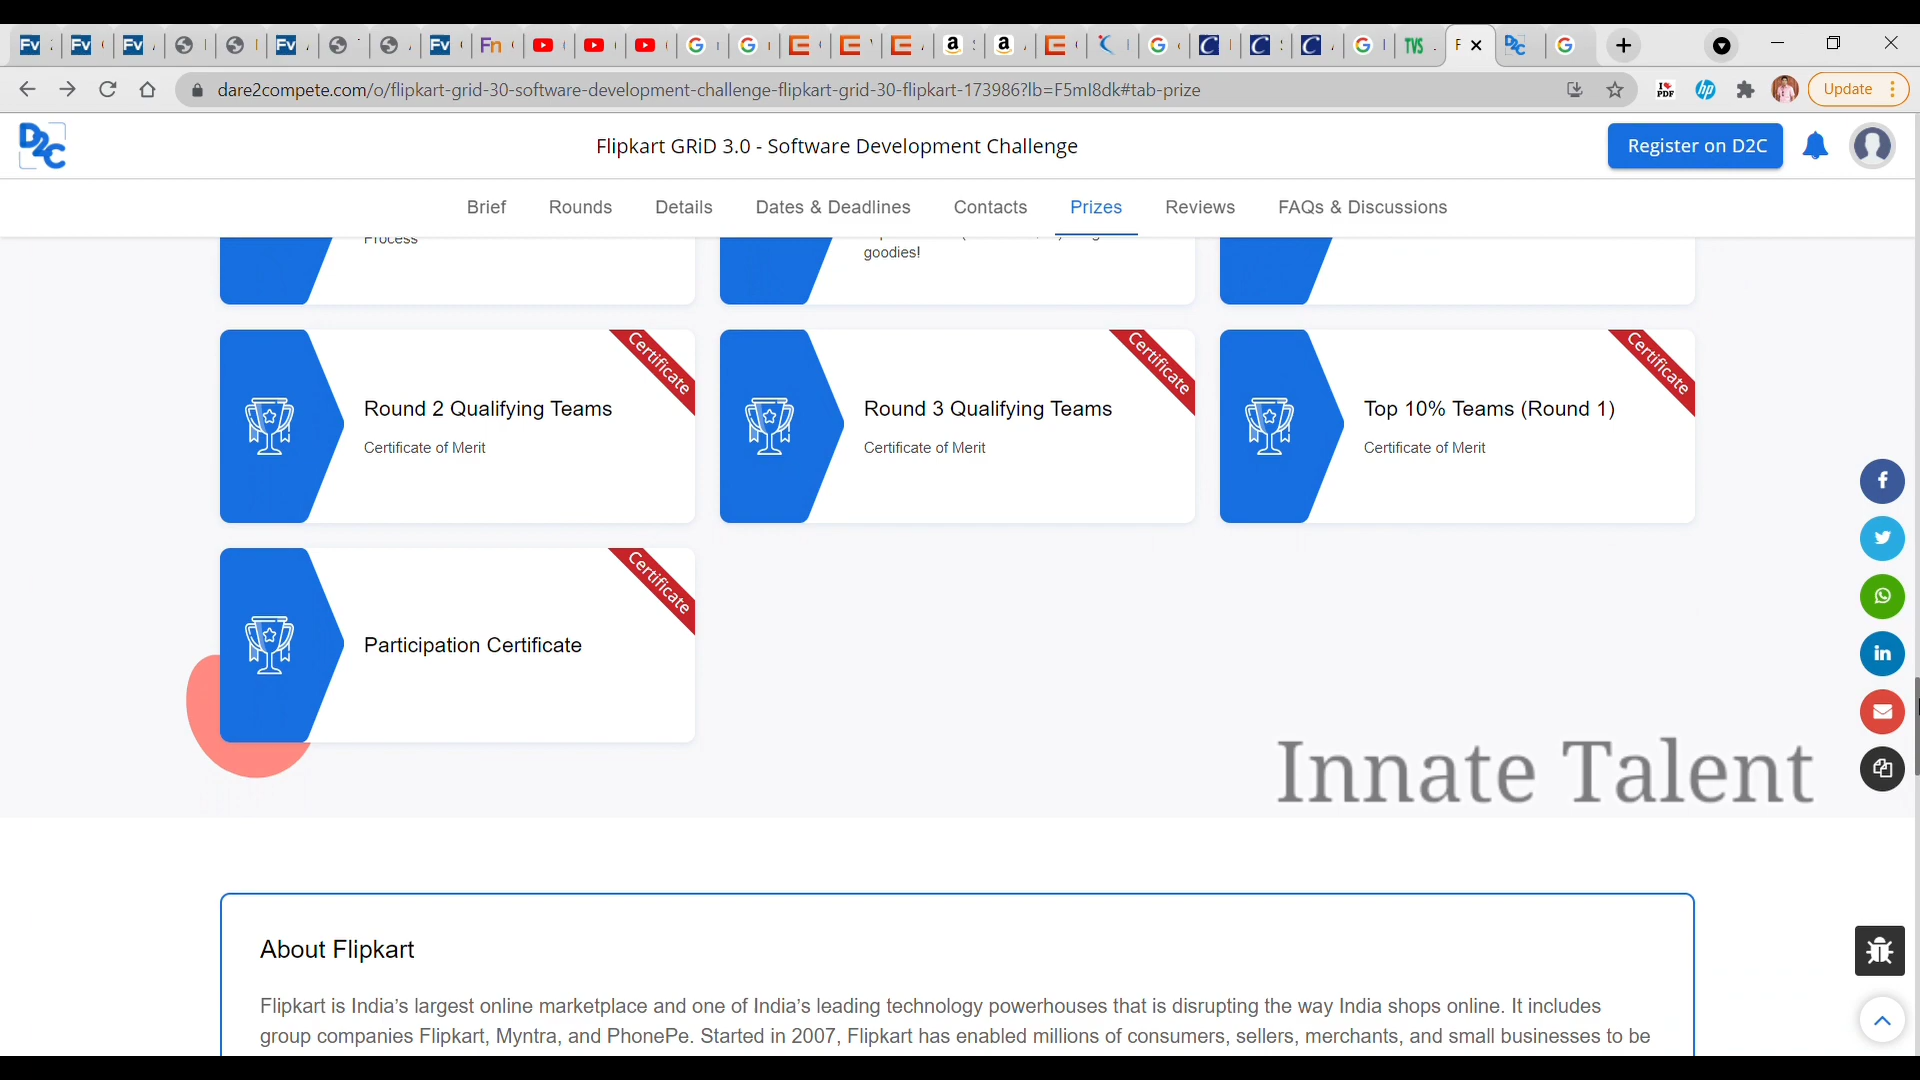 dare2compete.com/o/flipkart-grid-30-software-development-challenge-flipkart-grid-30-flipkart-173986?lb=F5mI8dk#tab-prize
Update
D2C
Flipkart GRiD 3.0 - Software Development Challenge
Register on D2C
Brief
Rounds
Details
Dates & Deadlines
Contacts
Prizes
Reviews
FAQs & Discussions
Process
goodies!
Round 2 Qualifying Teams
Certificate of Merit
Certificate
Round 3 Qualifying Teams
Certificate of Merit
Certificate
Top 10% Teams (Round 1)
Certificate of Merit
Certificate
Participation Certificate
Certificate
Innate Talent
About Flipkart
Flipkart is India’s largest online marketplace and one of India’s leading technology powerhouses that is disrupting the way India shops online. It includes
group companies Flipkart, Myntra, and PhonePe. Started in 2007, Flipkart has enabled millions of consumers, sellers, merchants, and small businesses to be